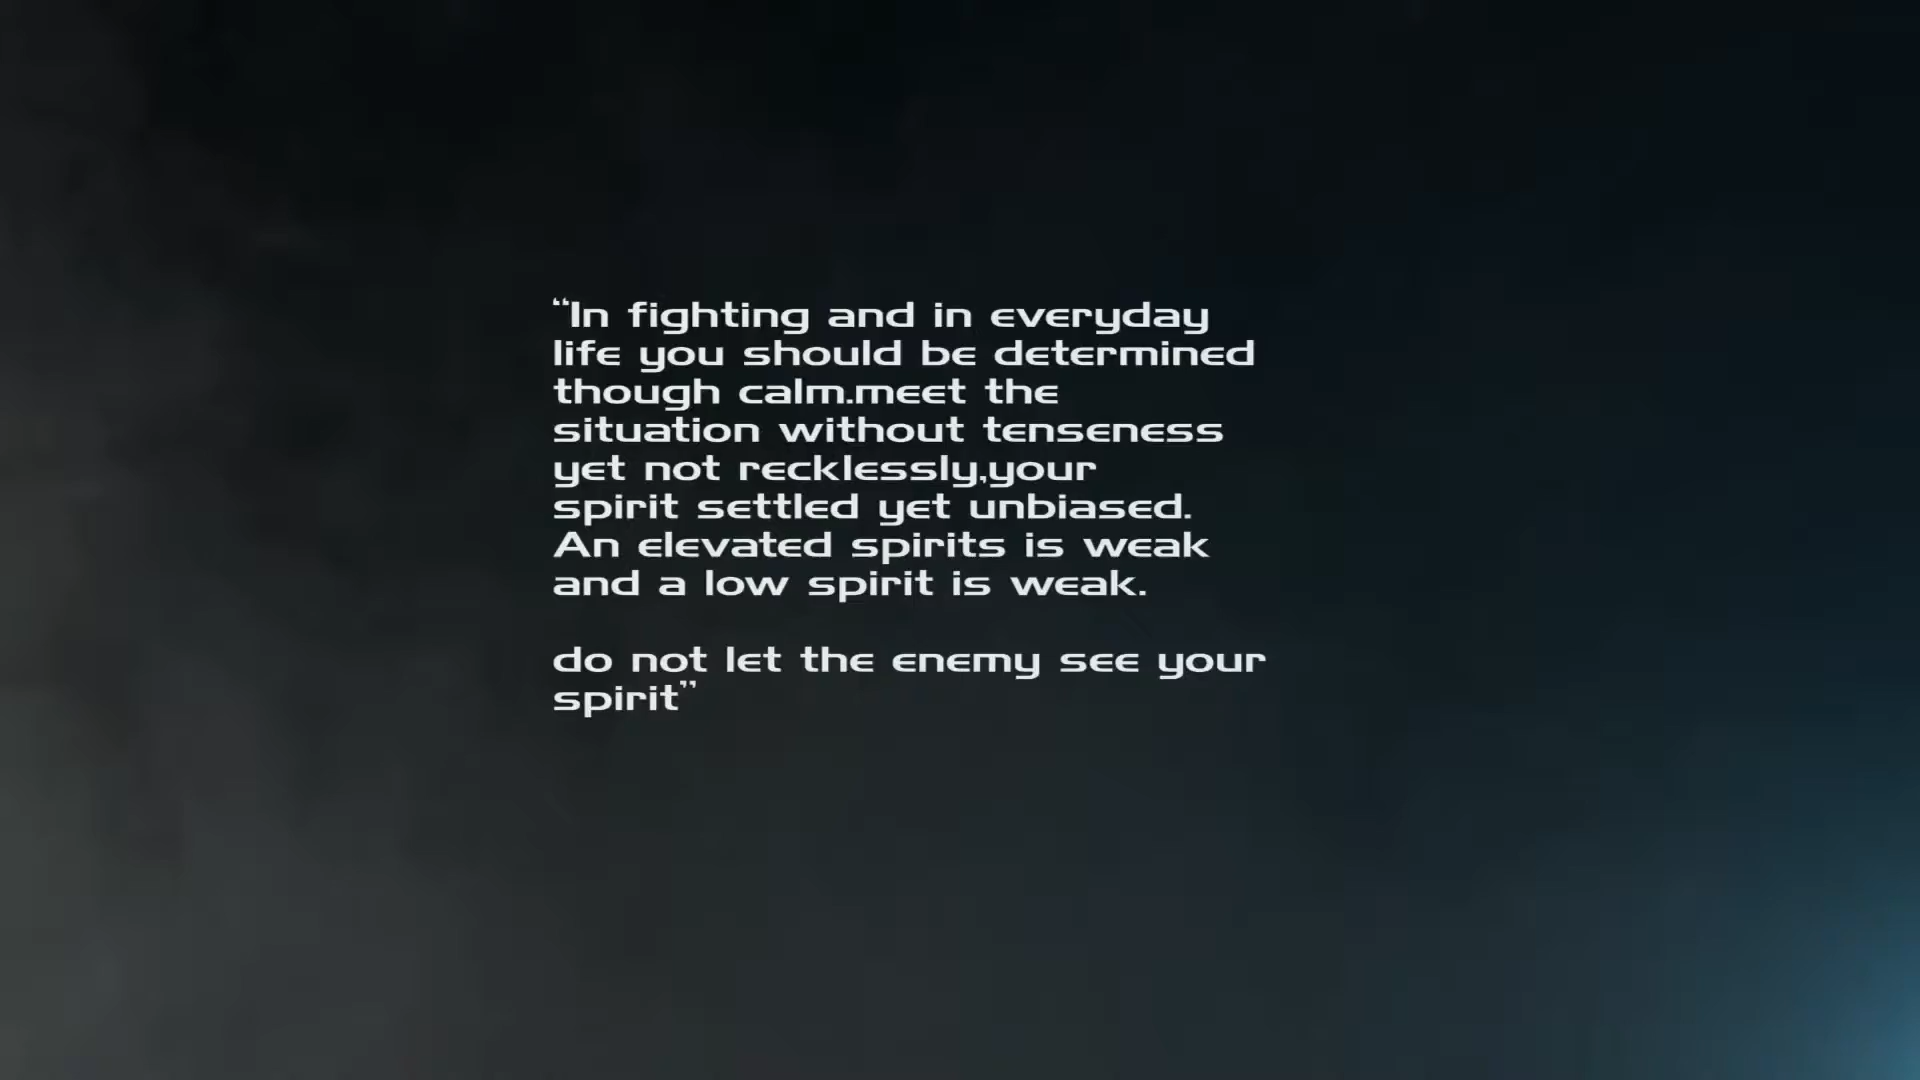 “In fighting and in everyday
life you should be determined
though calm.meet the
situation without tenseness
yet not recklessly,your
spirit settled yet unbiased.
An elevated spirits is weak
and a low spirit is weak.
do not let the enemy see your
spirit”